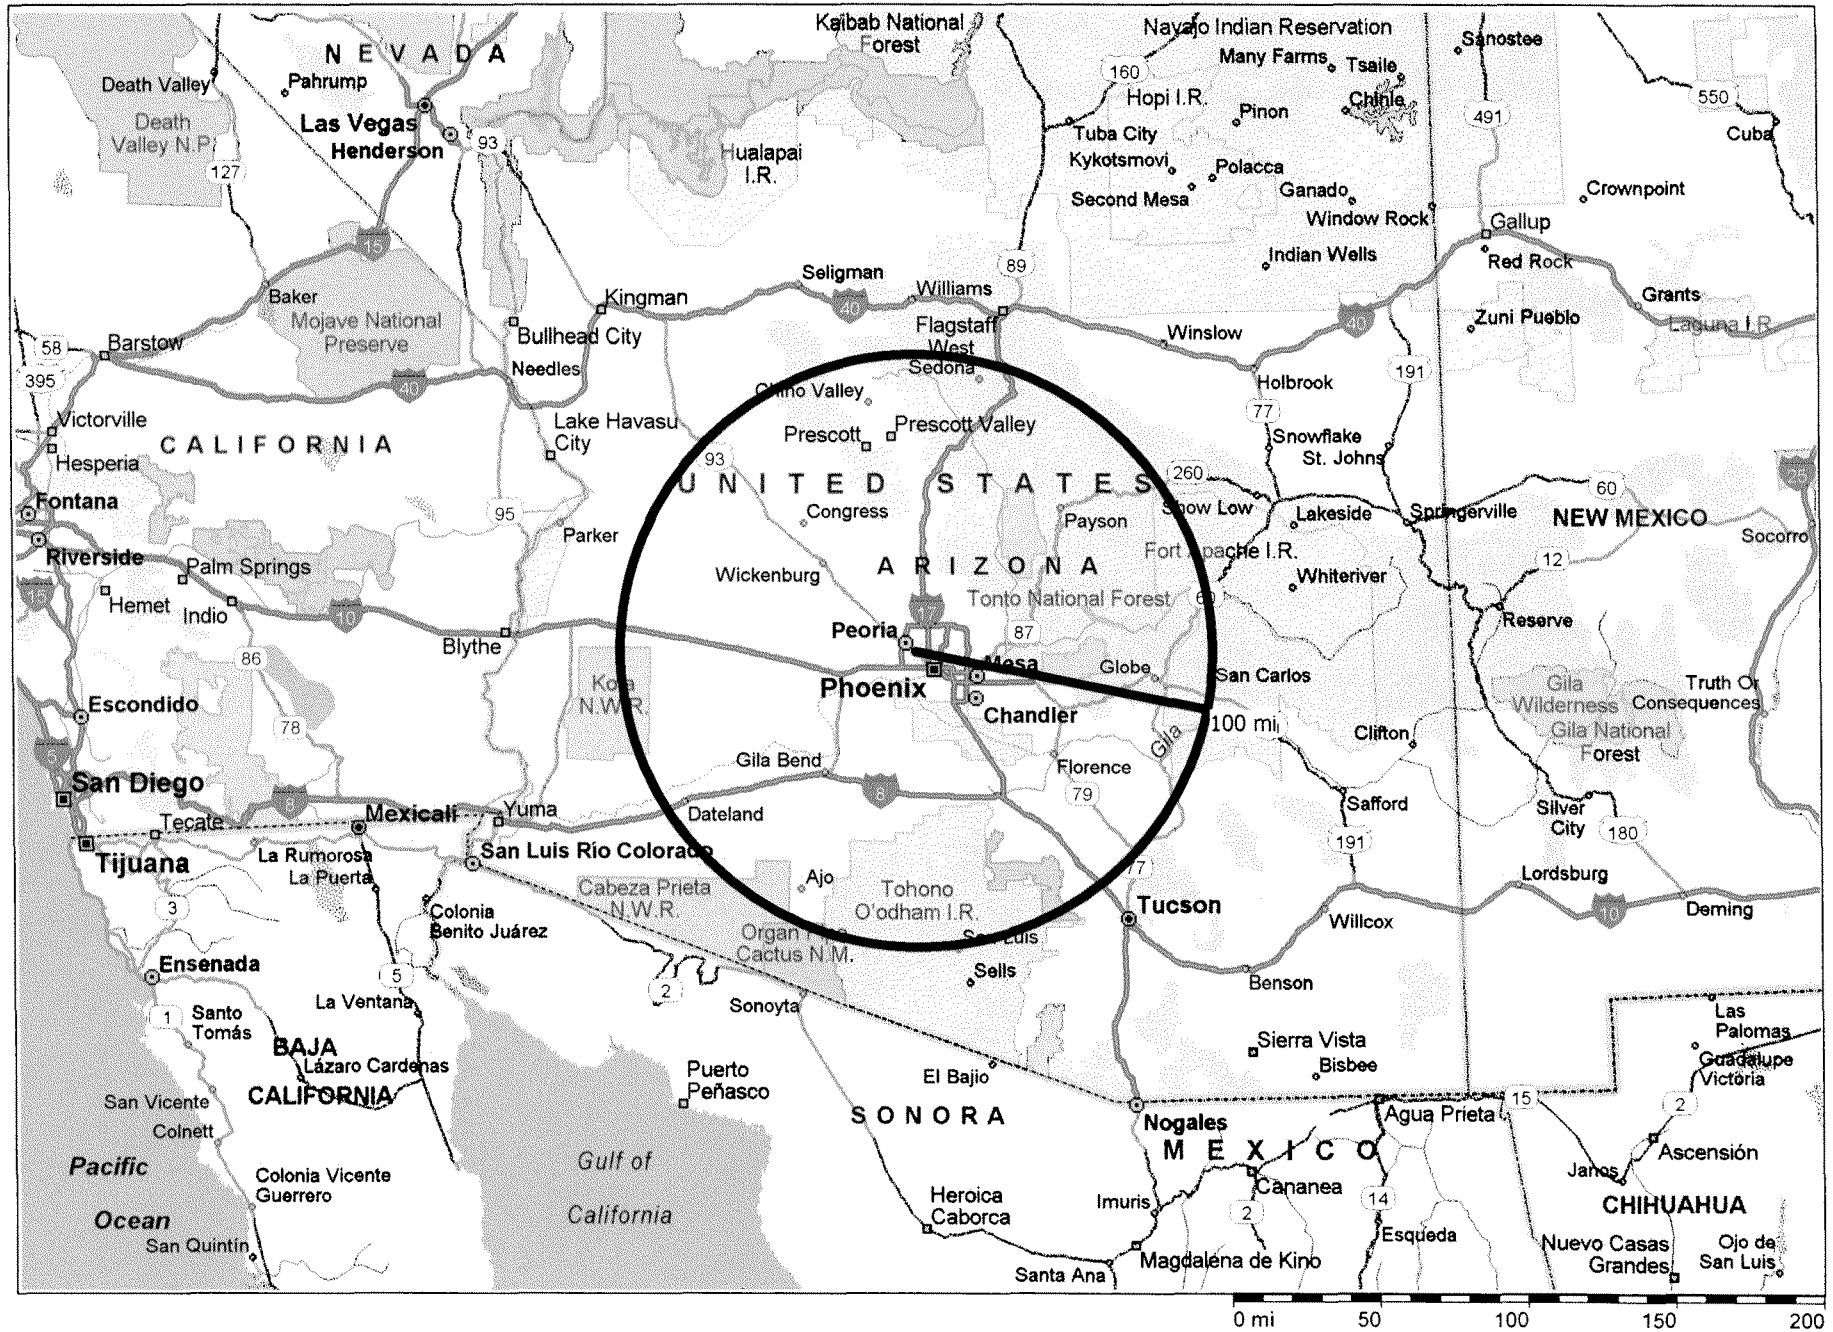 Kaibab National
Forest
Navajo Indian Reservation
Sanostee
NEVADA
Many Farms
Tsaile
Death Valley
Pahrump
160
Hopi I.R.
Chinle
550
Death
Valley N.P.
Las Vegas
Pinon
491
Henderson
93
Tuba City
Cuba
Hualapai
I.R.
Kykotsmovi
Polacca
127
Second Mesa
Ganado
Crownpoint
Window Rock
15
Gallup
Indian Wells
Red Rock
89
Seligman
Williams
Baker
Kingman
40
Grants
Mojave National
Preserve
Bullhead City
Flagstaff
West
Winslow
40
Zuni Pueblo
Laguna I.R.
58
Barstow
395
Needles
Sedona
191
40
Holbrook
Chino Valley
77
Victorville
Lake Havasu
City
Prescott
Prescott Valley
Snowflake
CALIFORNIA
St. Johns
Hesperia
93
260
25
UNITED STATES
60
Fontana
95
Congress
Payson
Show Low
Lakeside
Springerville
NEW MEXICO
Riverside
Parker
Socorro
Palm Springs
Wickenburg
ARIZONA
Fort Apache I.R.
12
15
Hemet
Whiteriver
Indio
10
Tonto National Forest
60
17
Reserve
Blythe
Peoria
87
86
Mesa
Globe
San Carlos
Phoenix
Kofa
N.W.R.
Gila
Wilderness
Truth Or
Consequences
Escondido
Chandler
100 mi
78
Gila
Clifton
Gila National
Forest
5
Gila Bend
Florence
San Diego
8
8
79
Safford
Silver
City
Tecate
Mexicali
Yuma
Dateland
180
Tijuana
La Rumorosa
San Luis Río Colorado
191
La Puerta
77
Ajo
Lordsburg
Cabeza Prieta
N.W.R.
Tohono
O'odham I.R.
3
Tucson
10
Deming
Colonia
Benito Juárez
Willcox
Organ Pipe
Cactus N.M.
San Luis
Ensenada
5
Sells
Benson
2
La Ventana
Sonoyta
1
Santo
Tomás
Las
Palomas
BAJA
CALIFORNIA
Sierra Vista
Lázaro Cardenas
Bisbee
Guadalupe
Victoria
Puerto
Peñasco
El Bajio
San Vicente
15
2
SONORA
Nogales
Agua Prieta
Colnett
MEXICO
Ascensión
Pacific
Ocean
Gulf of
California
Janos
Colonia Vicente
Guerrero
Cananea
Heroica
Caborca
Imuris
14
CHIHUAHUA
2
Esqueda
San Quintín
Magdalena de Kino
Nuevo Casas
Grandes
Ojo de
San Luis
Santa Ana
0 mi 50 100 150 200